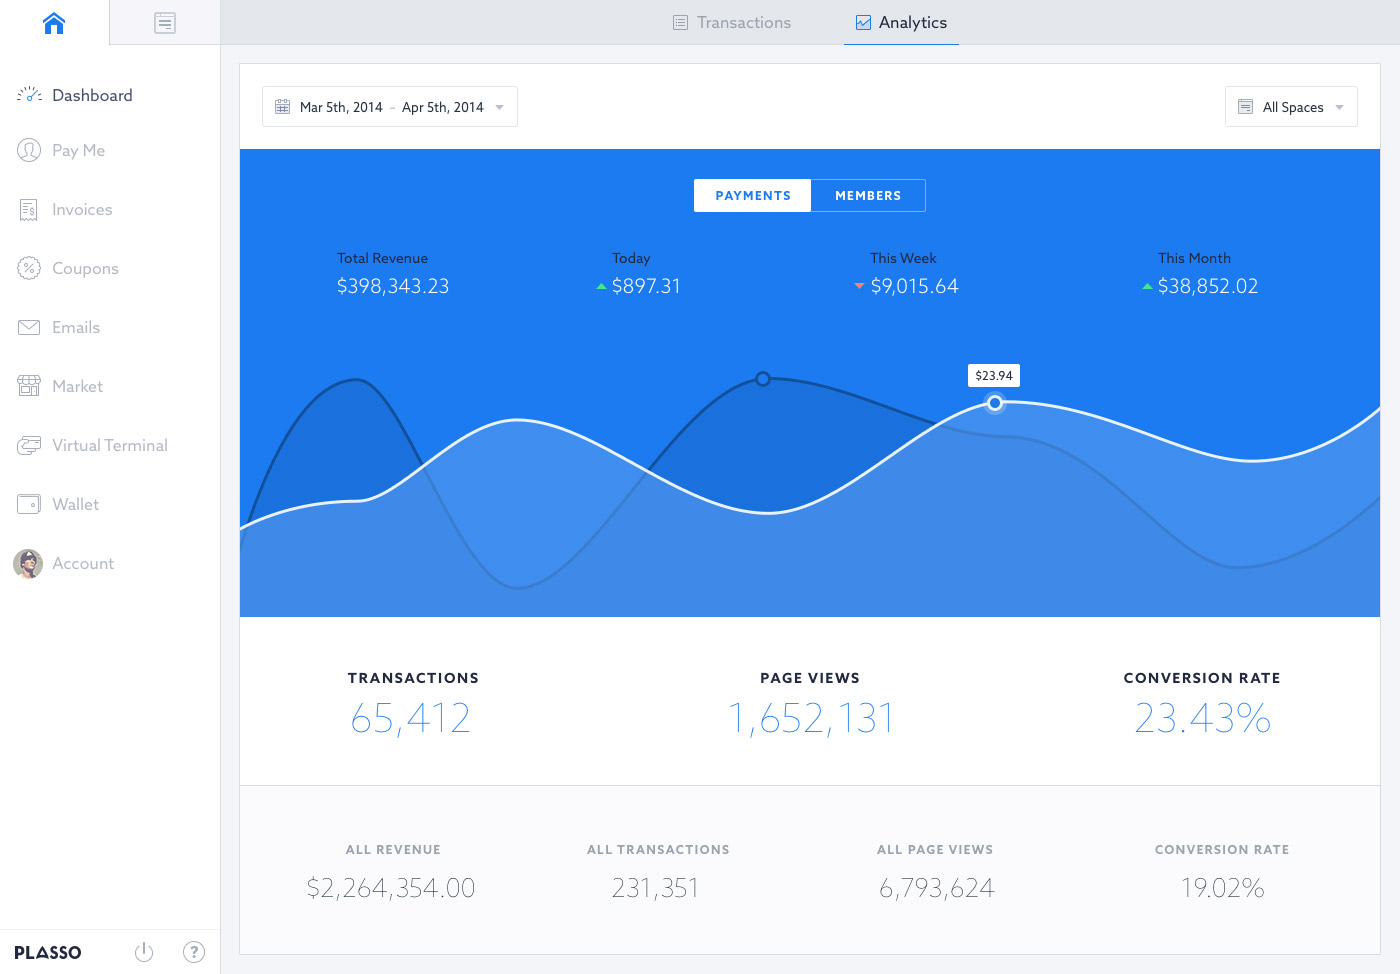 Transactions
Analytics
Dashboard
Pay Me
Invoices
Coupons
Emails
Market
Virtual Terminal
Wallet
Account
PLASSO
?
Mar 5th, 2014 – Apr 5th, 2014
All Spaces
PAYMENTS
MEMBERS
Total Revenue
$398,343.23
Today
$897.31
This Week
$9,015.64
This Month
$38,852.02
$23.94
TRANSACTIONS
65,412
PAGE VIEWS
1,652,131
CONVERSION RATE
23.43%
ALL REVENUE
$2,264,354.00
ALL TRANSACTIONS
231,351
ALL PAGE VIEWS
6,793,624
CONVERSION RATE
19.02%